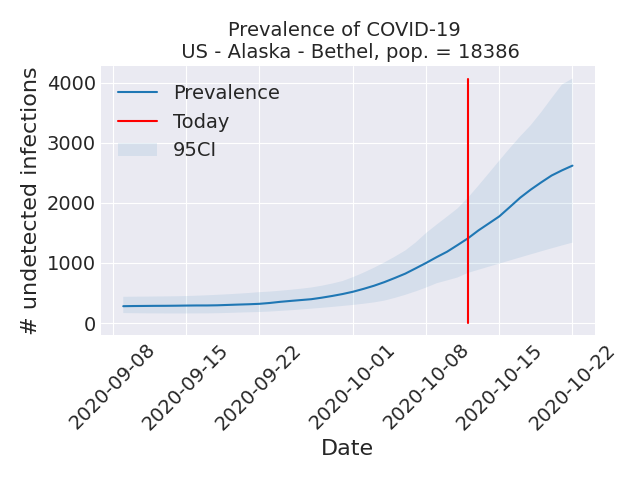 Prevalence of COVID-19
US - Alaska - Bethel, pop. = 18386
# undetected infections
4000
3000
2000
1000
0
Prevalence
Today
95CI
2020-09-08
2020-09-15
2020-09-22
2020-10-01
2020-10-08
2020-10-15
2020-10-22
Date